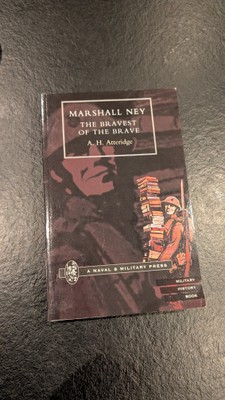 MARSHALL NEY
THE BRAVEST
OF THE BRAVE
A. H. Atteridge
A NAVAL & MILITARY PRESS
MILITARY
HISTORY
BOOK